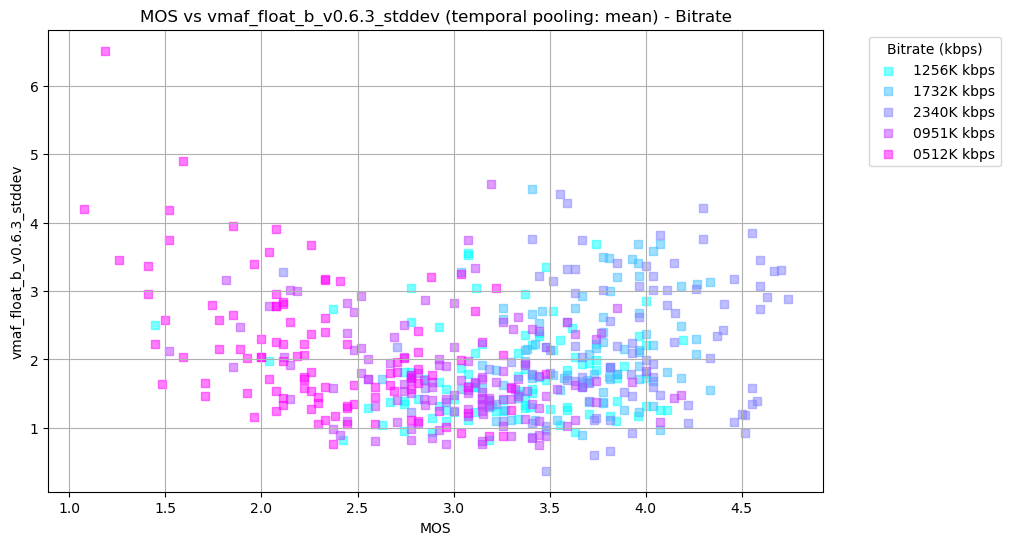 MOS vs vmaf_float_b_v0.6.3_stddev (temporal pooling: mean) - Bitrate
Bitrate (kbps)
1256K kbps
1732K kbps
2340K kbps
0951K kbps
0512K kbps
vmaf_float_b_v0.6.3_stddev
6
5
4
3
2
1
1.0 1.5 2.0 2.5 3.0 3.5 4.0 4.5
MOS